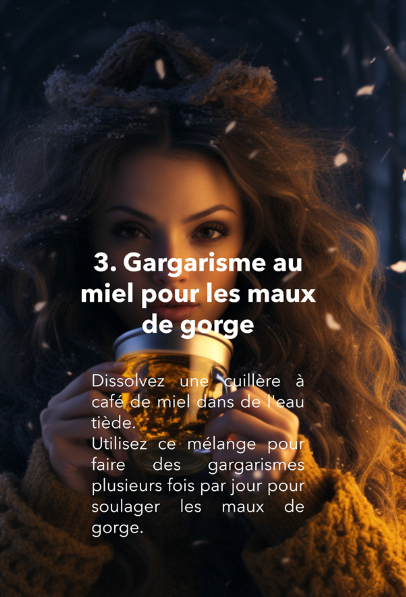 3. Gargarisme au
miel pour les maux
de gorge
Dissolvez une cuillère à
café de miel dans de l'eau
tiède.
Utilisez ce mélange pour
faire des gargarismes
plusieurs fois par jour pour
soulager les maux de
gorge.